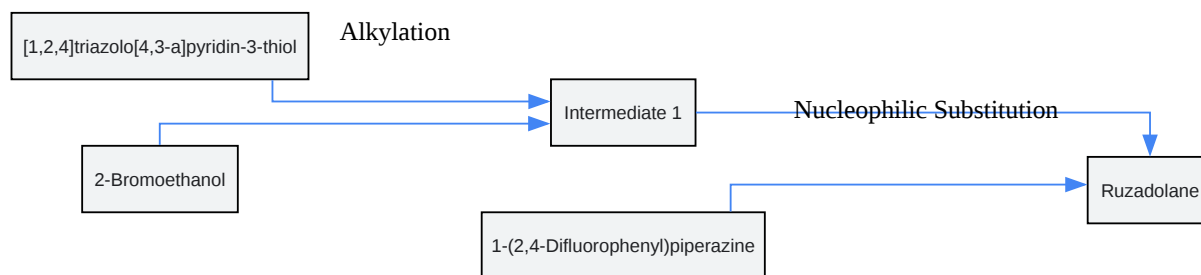 [1,2,4]triazolo[4,3-a]pyridin-3-thiol
Alkylation
Intermediate 1
Nucleophilic Substitution
2-Bromoethanol
Ruzadolane
1-(2,4-Difluorophenyl)piperazine